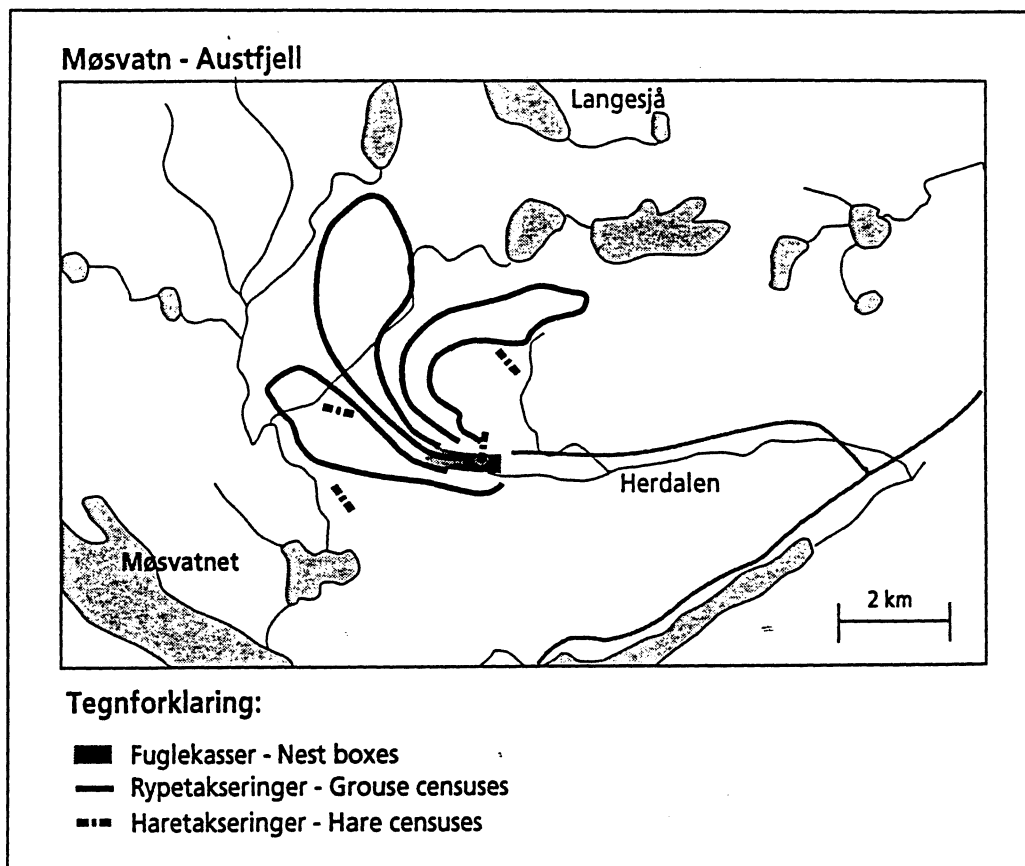 Møsvatn - Austfjell
Langesjå
Herdalen
Møsvatnet
2 km
Tegnforklaring:
Fuglekasser - Nest boxes
Rypetakseringer - Grouse censuses
Haretakseringer - Hare censuses